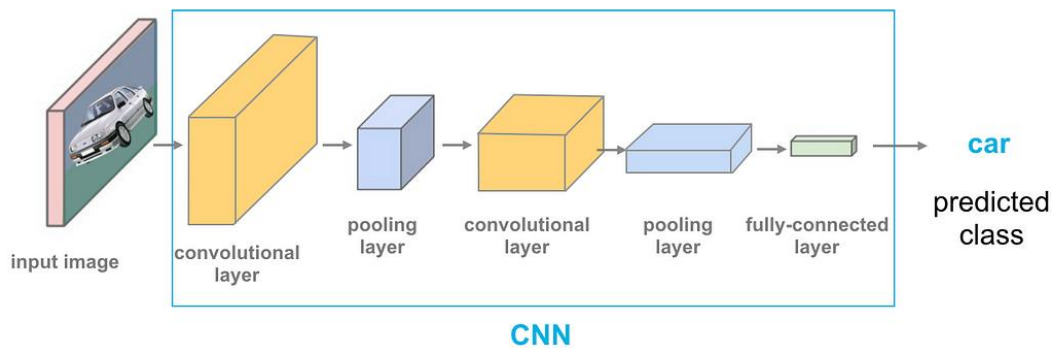 input image
convolutional
layer
pooling
layer
convolutional
layer
pooling
layer
fully-connected
layer
car
predicted
class
CNN